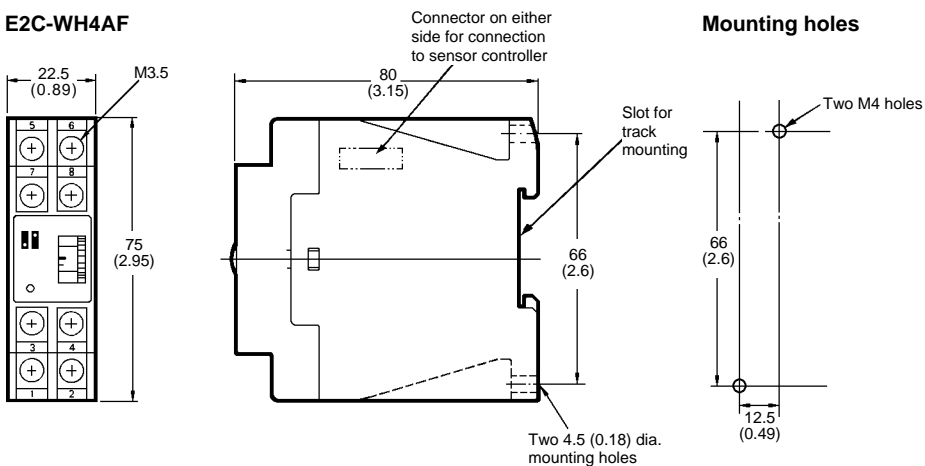 E2C-WH4AF
22.5
(0.89)
M3.5
5 6
7 8
3 4
1 2
75
(2.95)
Connector on either
side for connection
to sensor controller
80
(3.15)
Slot for
track
mounting
66
(2.6)
Two 4.5 (0.18) dia.
mounting holes
Mounting holes
Two M4 holes
66
(2.6)
12.5
(0.49)